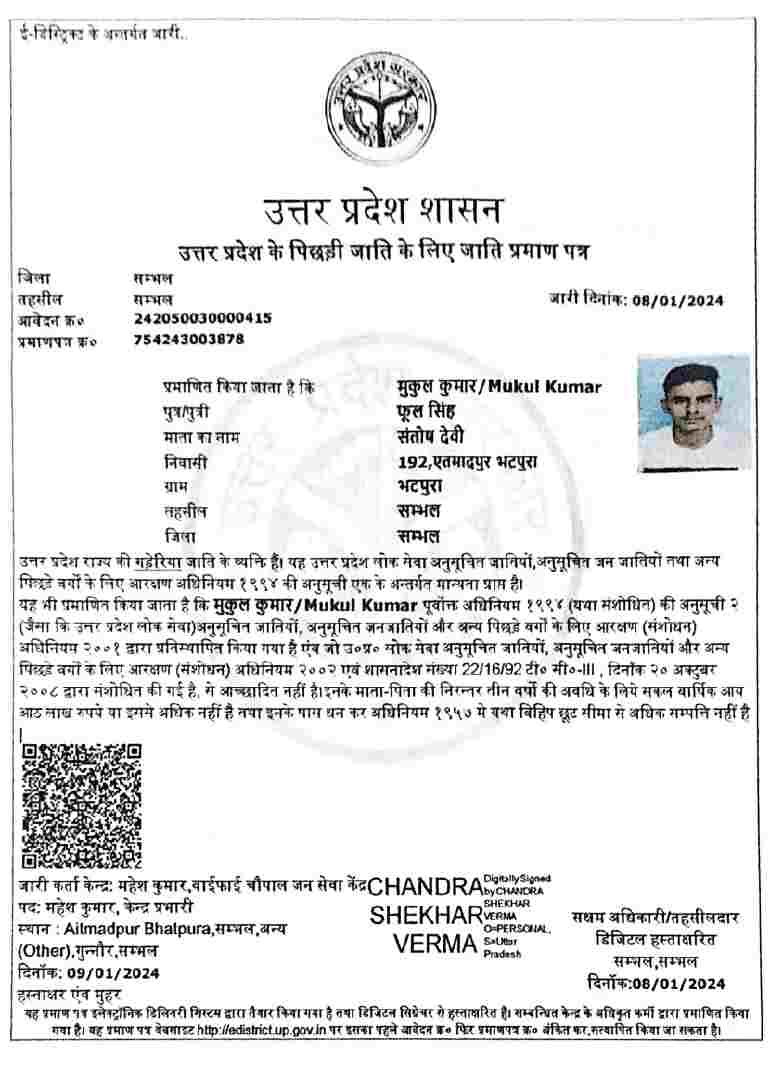 ई-डिस्ट्रिक्ट के अन्तर्गत जारी..
उत्तर प्रदेश सरकार
उत्तर प्रदेश शासन
उत्तर प्रदेश के पिछड़ी जाति के लिए जाति प्रमाण पत्र
जिला सम्भल
तहसील सम्भल जारी दिनांक: 08/01/2024
आवेदन क्र० 242050030000415
प्रमाणपत्र क्र० 754243003878
प्रमाणित किया जाता है कि मुकुल कुमार/Mukul Kumar
पुत्र/पुत्री फूल सिंह
माता का नाम संतोष देवी
निवासी 192,एतमादपुर भटपुरा
ग्राम भटपुरा
तहसील सम्भल
जिला सम्भल
उत्तर प्रदेश राज्य की गड़ेरिया जाति के व्यक्ति हैं। यह उत्तर प्रदेश लोक सेवा अनुसूचित जातियों,अनुसूचित जन जातियों तथा अन्य
पिछड़े वर्गों के लिए आरक्षण अधिनियम १९९४ की अनुसूची एक के अन्तर्गत मान्यता प्राप्त है।
यह भी प्रमाणित किया जाता है कि मुकुल कुमार/Mukul Kumar पूर्वोक्त अधिनियम १९९४ (यथा संशोधित) की अनुसूची २
(जैसा कि उत्तर प्रदेश लोक सेवा)अनुसूचित जातियों, अनुसूचित जनजातियों और अन्य पिछड़े वर्गों के लिए आरक्षण (संशोधन)
अधिनियम २००१ द्वारा प्रतिस्थापित किया गया है एंव जो उ०प्र० लोक सेवा अनुसूचित जातियों, अनुसूचित जनजातियों और अन्य
पिछड़े वर्गों के लिए आरक्षण (संशोधन) अधिनियम २००२ एवं शासनादेश संख्या 22/16/92 टी० सी०-III , दिनाँक २० अक्टूबर
२००८ द्वारा संशोधित की गई है, से आच्छादित नहीं है।इनके माता-पिता की निरन्तर तीन वर्षों की अवधि के लिये सकल वार्षिक आय
आठ लाख रुपये या इससे अधिक नहीं है तथा इनके पास धन कर अधिनियम १९५७ मे यथा विहित छूट सीमा से अधिक सम्पत्ति नहीं है
|
जारी कर्ता केन्द्र: महेश कुमार,वाईफाई चौपाल जन सेवा केंद्र
पद: महेश कुमार, केन्द्र प्रभारी
स्थान : Ailmadpur Bhalpura,सम्भल,अन्य
(Other),गुन्नौर,सम्भल
दिनाँक: 09/01/2024
हस्ताक्षर एंव मुहर
CHANDRA
SHEKHAR
VERMA
Digitally Signed
by CHANDRA
SHEKHAR
VERMA
O=PERSONAL,
S=Uttar
Pradesh
सक्षम अधिकारी/तहसीलदार
डिजिटल हस्ताक्षरित
सम्भल,सम्भल
दिनाँक:08/01/2024
यह प्रमाण पत्र इलेक्ट्रॉनिक डिलिवरी सिस्टम द्वारा तैयार किया गया है तथा डिजिटल सिग्नेचर से हस्ताक्षरित है। सम्बन्धित केन्द्र के अधिकृत कर्मी द्वारा प्रमाणित किया
गया है। यह प्रमाण पत्र वेबसाइट http://edistrict.up.gov.in पर इसका पहले आवेदन क्र० फिर प्रमाणपत्र क्र० अंकित कर,सत्यापित किया जा सकता है।